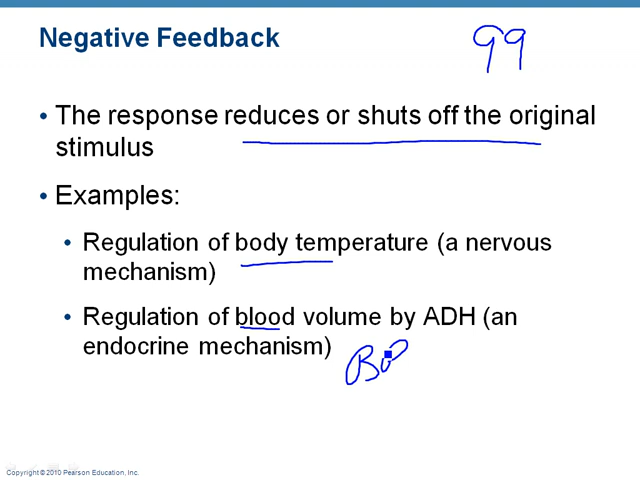 Negative Feedback
99
• The response reduces or shuts off the original
stimulus
• Examples:
• Regulation of body temperature (a nervous
mechanism)
• Regulation of blood volume by ADH (an
endocrine mechanism)
Copyright © 2010 Pearson Education, Inc.